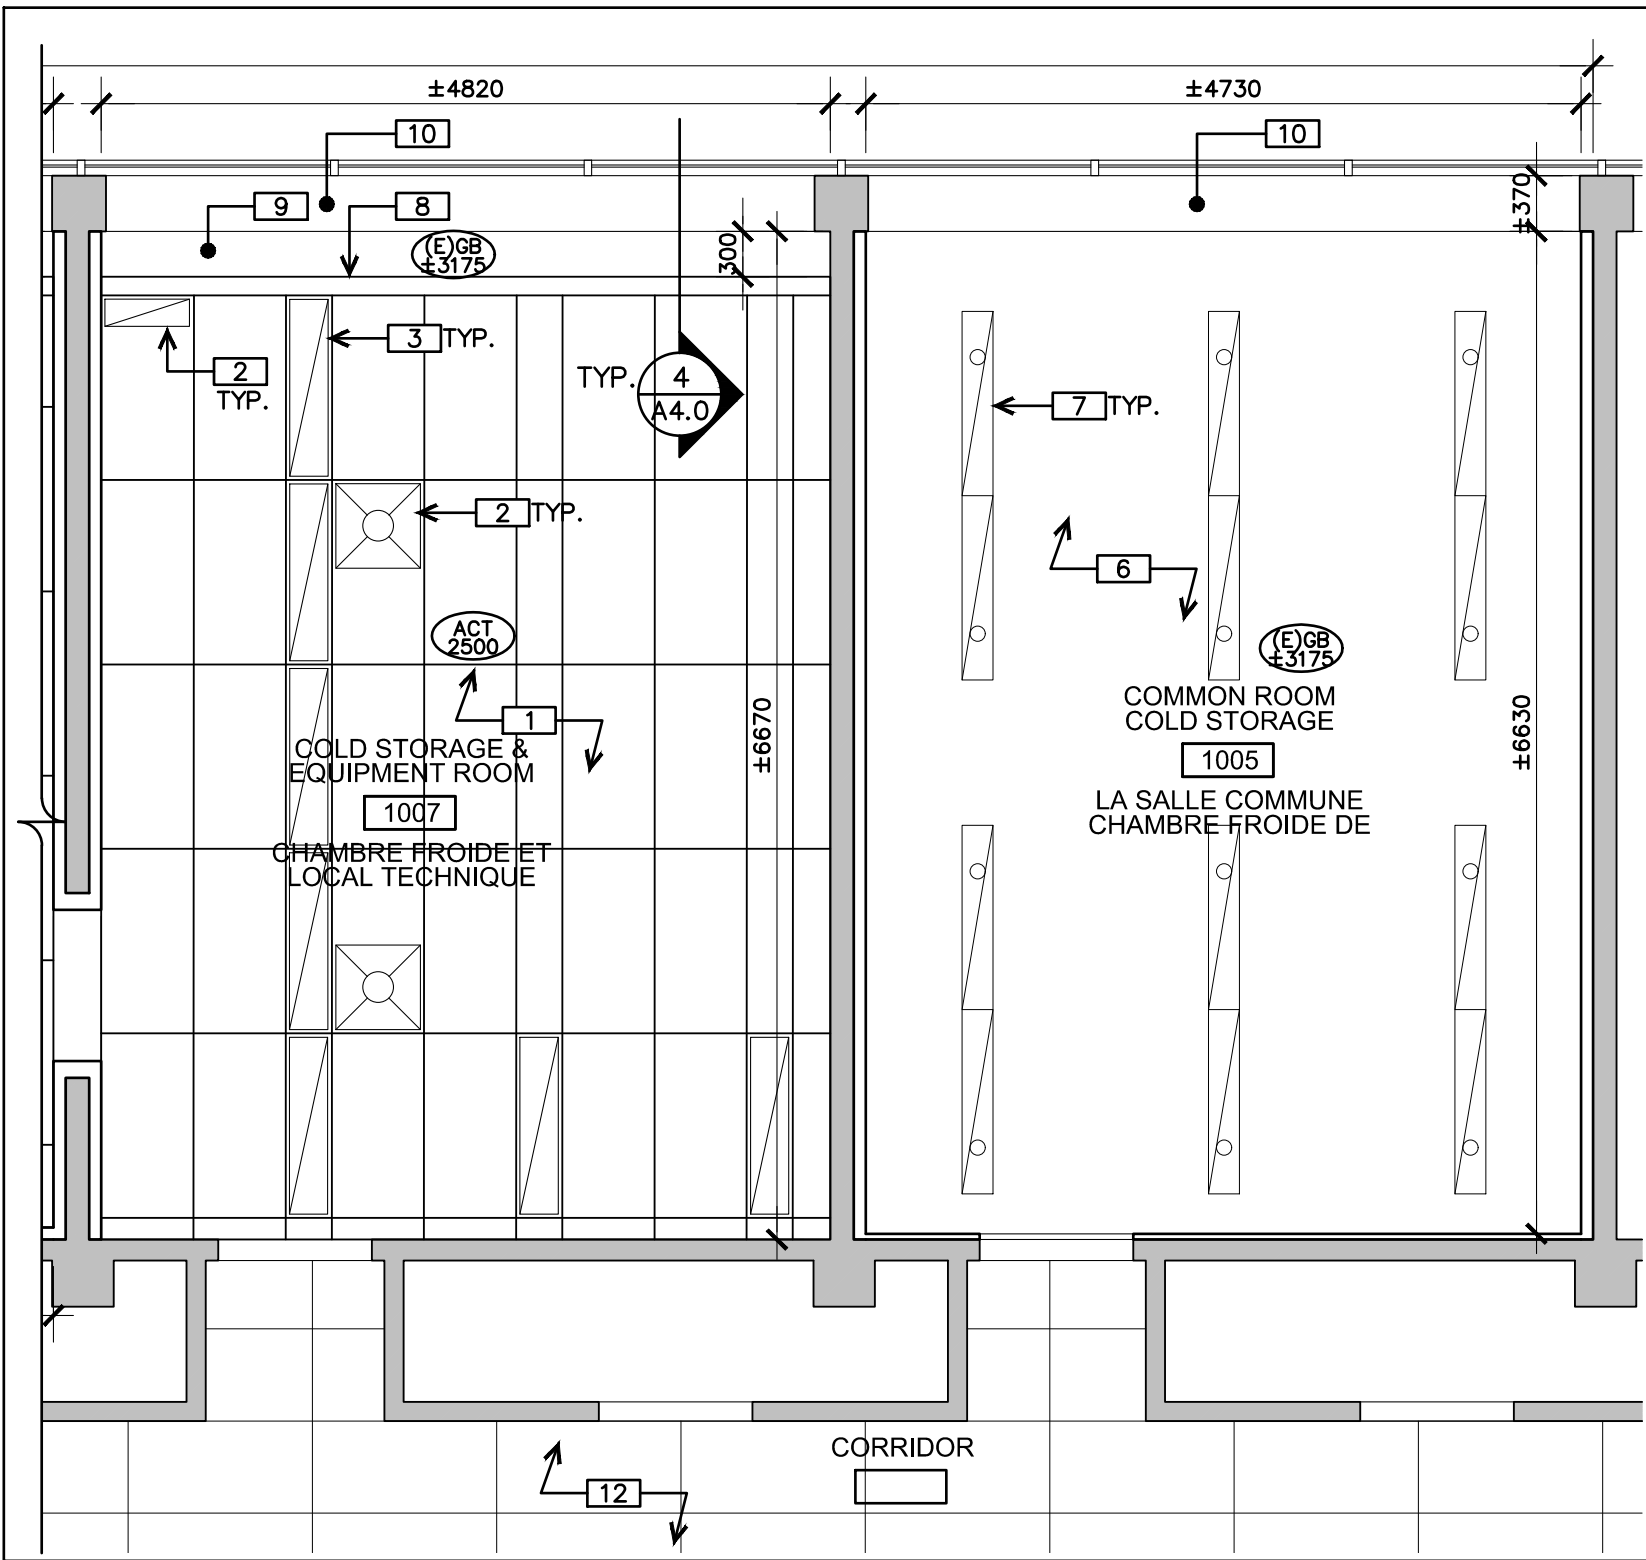 ±4820
±4730
10
10
9
8
(E)GB
±3175
300
±370
3 TYP.
2
TYP.
TYP.
4
A4.0
7 TYP.
2 TYP.
6
ACT
2500
(E)GB
±3175
1
±6670
±6630
COLD STORAGE &
EQUIPMENT ROOM
1007
CHAMBRE FROIDE ET
LOCAL TECHNIQUE
COMMON ROOM
COLD STORAGE
1005
LA SALLE COMMUNE
CHAMBRE FROIDE DE
CORRIDOR
12